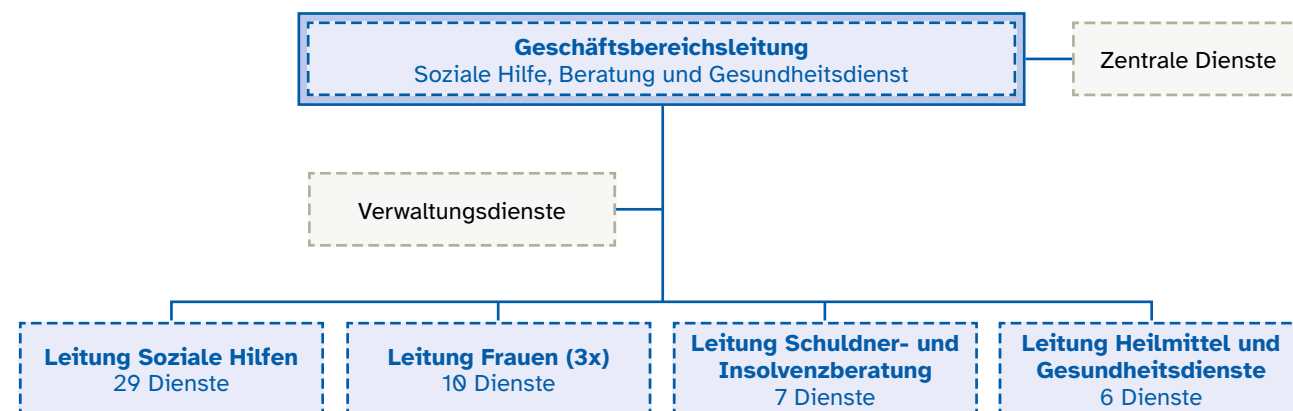 Geschäftsbereichsleitung
Soziale Hilfe, Beratung und Gesundheitsdienst
Zentrale Dienste
Verwaltungsdienste
Leitung Soziale Hilfen
29 Dienste
Leitung Frauen (3x)
10 Dienste
Leitung Schuldner- und
Insolvenzberatung
7 Dienste
Leitung Heilmittel und
Gesundheitsdienste
6 Dienste